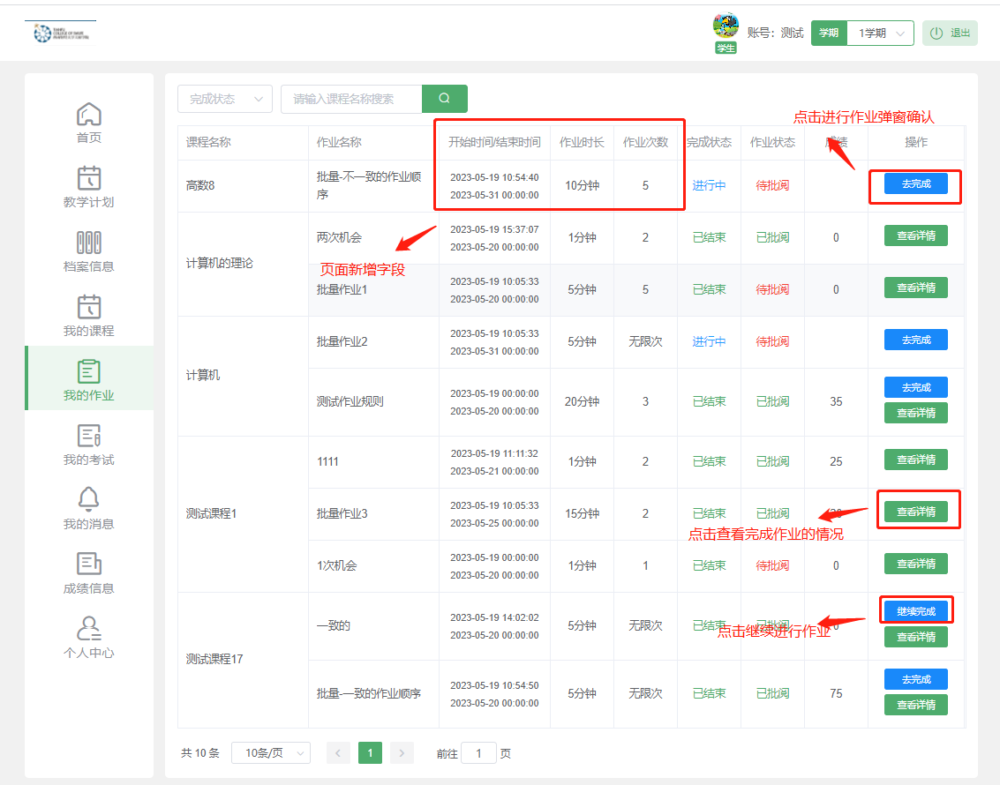 账号：测试
学期
1学期
退出
学生
首页
教学计划
档案信息
我的课程
我的作业
我的考试
我的消息
成绩信息
个人中心
完成状态
请输入课程名称搜索
点击进行作业弹窗确认
课程名称
作业名称
开始时间/结束时间
作业时长
作业次数
完成状态
作业状态
成绩
操作
高数8
批量-不一致的作业顺
序
2023-05-19 10:54:40
2023-05-31 00:00:00
10分钟
5
进行中
待批阅
去完成
计算机的理论
两次机会
2023-05-19 15:37:07
2023-05-20 00:00:00
1分钟
2
已结束
已批阅
0
查看详情
页面新增字段
批量作业1
2023-05-19 10:05:33
2023-05-20 00:00:00
5分钟
5
已结束
待批阅
0
查看详情
计算机
批量作业2
2023-05-19 10:05:33
2023-05-31 00:00:00
5分钟
无限次
进行中
待批阅
去完成
测试作业规则
2023-05-19 00:00:00
2023-05-20 00:00:00
20分钟
3
已结束
已批阅
35
去完成
查看详情
测试课程1
1111
2023-05-19 11:11:32
2023-05-21 00:00:00
1分钟
2
已结束
已批阅
25
查看详情
批量作业3
2023-05-19 10:05:33
2023-05-25 00:00:00
15分钟
2
已结束
已批阅
查看详情
点击查看完成作业的情况
1次机会
2023-05-19 00:00:00
2023-05-20 00:00:00
1分钟
1
已结束
待批阅
0
查看详情
测试课程17
一致的
2023-05-19 14:02:02
2023-05-20 00:00:00
5分钟
无限次
已结束
已批阅
0
继续完成
查看详情
点击继续进行作业
批量-一致的作业顺序
2023-05-19 10:54:50
2023-05-20 00:00:00
5分钟
无限次
已结束
已批阅
75
去完成
查看详情
共 10 条
10条/页
1
前往
1
页